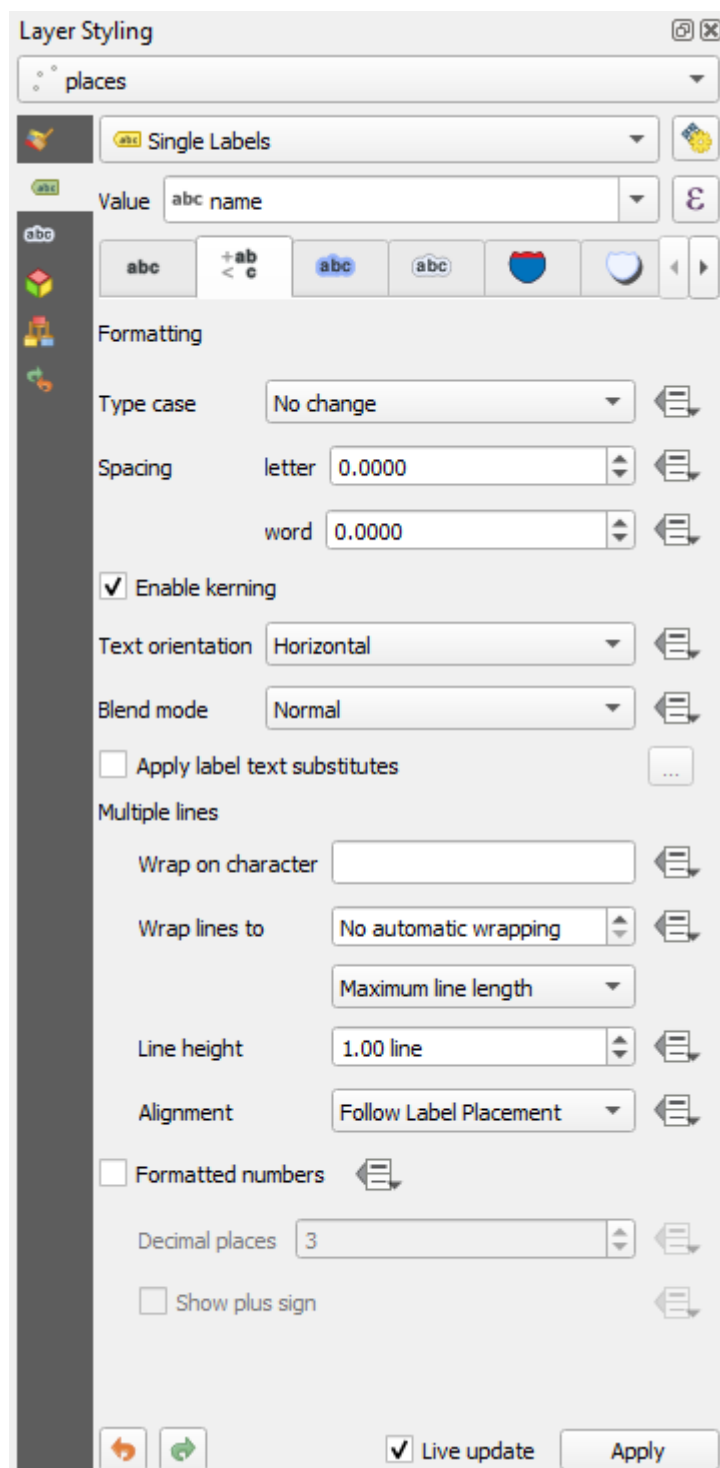 Layer Styling
places
abc Single Labels
Value abc name ε
abc +ab < c abc abc
Formatting
Type case No change
Spacing letter 0.0000
word 0.0000
Enable kerning
Text orientation Horizontal
Blend mode Normal
Apply label text substitutes ...
Multiple lines
Wrap on character
Wrap lines to No automatic wrapping
Maximum line length
Line height 1.00 line
Alignment Follow Label Placement
Formatted numbers
Decimal places 3
Show plus sign
Live update Apply